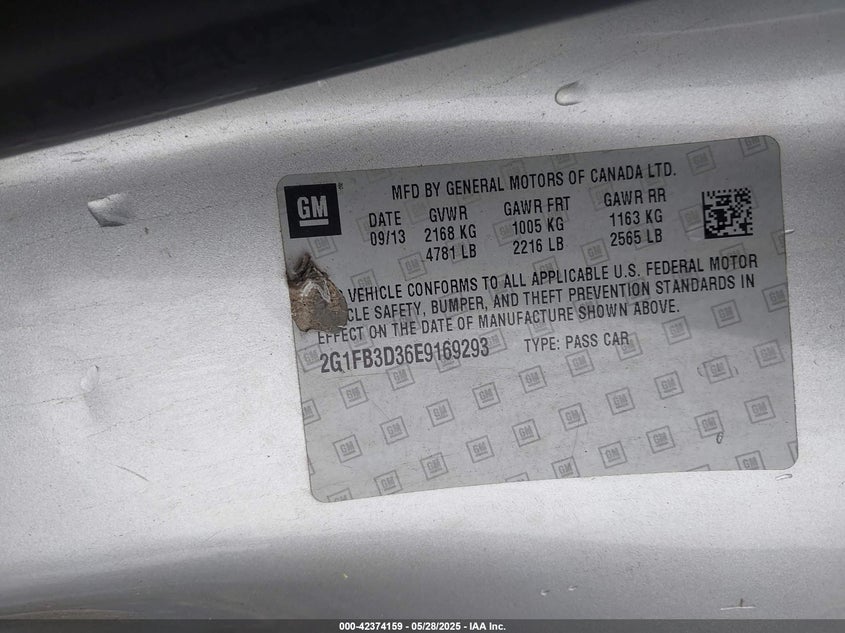 GM
MFD BY GENERAL MOTORS OF CANADA LTD.
DATE GVWR GAWR FRT GAWR RR
09/13 2168 KG 1005 KG 1163 KG
4781 LB 2216 LB 2565 LB
VEHICLE CONFORMS TO ALL APPLICABLE U.S. FEDERAL MOTOR
CLE SAFETY, BUMPER, AND THEFT PREVENTION STANDARDS IN
EFFECT ON THE DATE OF MANUFACTURE SHOWN ABOVE.
2G1FB3D36E9169293 TYPE: PASS CAR
000-42374159 — 05/28/2025 — IAA Inc.